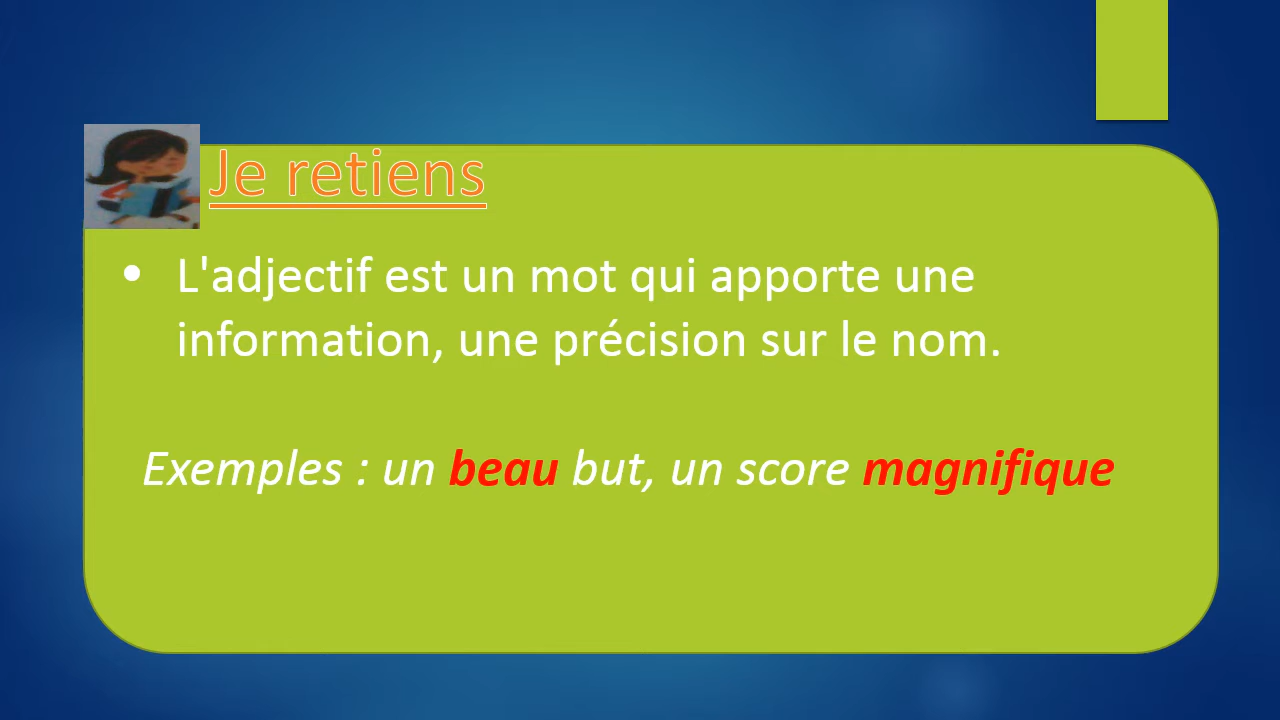 Je retiens
• L'adjectif est un mot qui apporte une
information, une précision sur le nom.
Exemples : un beau but, un score magnifique